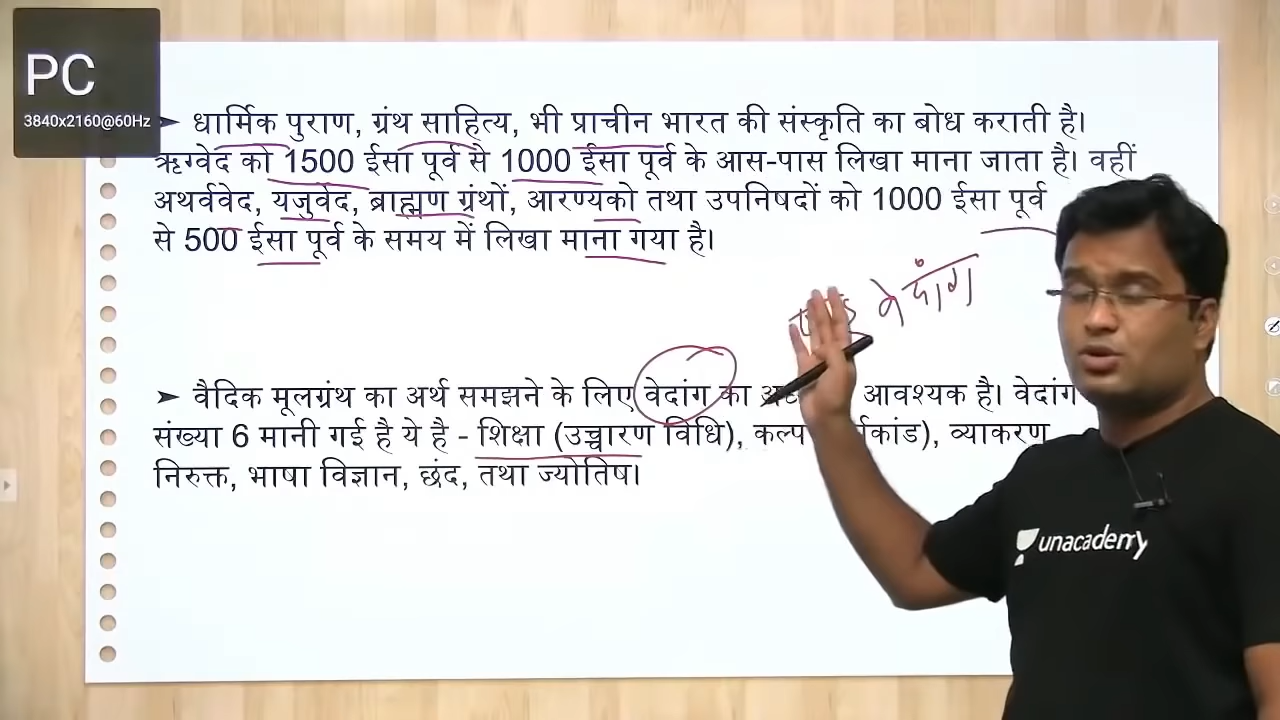 PC
3840x2160@60Hz
➤ धार्मिक पुराण, ग्रंथ साहित्य, भी प्राचीन भारत की संस्कृति का बोध कराती है।
ऋग्वेद को 1500 ईसा पूर्व से 1000 ईसा पूर्व के आस-पास लिखा माना जाता है। वहीं
अथर्ववेद, यजुर्वेद, ब्राह्मण ग्रंथों, आरण्यको तथा उपनिषदों को 1000 ईसा पूर्व
से 500 ईसा पूर्व के समय में लिखा माना गया है।
वेदांग
➤ वैदिक मूलग्रंथ का अर्थ समझने के लिए वेदांग का आवश्यक है। वेदांग
संख्या 6 मानी गई है ये है - शिक्षा (उच्चारण विधि), व्याकरण
निरुक्त, भाषा विज्ञान, छंद, तथा ज्योतिष।
unacademy